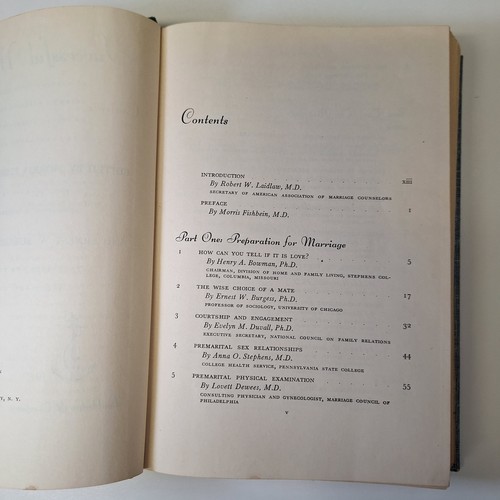 Contents
INTRODUCTION xiii
By Robert W. Laidlaw, M.D.
SECRETARY OF AMERICAN ASSOCIATION OF MARRIAGE COUNSELORS
PREFACE 1
By Morris Fishbein, M.D.
Part One: Preparation for Marriage
1 HOW CAN YOU TELL IF IT IS LOVE? 5
By Henry A. Bowman, Ph.D.
CHAIRMAN, DIVISION OF HOME AND FAMILY LIVING, STEPHENS COL-
LEGE, COLUMBIA, MISSOURI
2 THE WISE CHOICE OF A MATE 17
By Ernest W. Burgess, Ph.D.
PROFESSOR OF SOCIOLOGY, UNIVERSITY OF CHICAGO
3 COURTSHIP AND ENGAGEMENT 32
By Evelyn M. Duvall, Ph.D.
EXECUTIVE SECRETARY, NATIONAL COUNCIL ON FAMILY RELATIONS
4 PREMARITAL SEX RELATIONSHIPS 44
By Anna O. Stephens, M.D.
COLLEGE HEALTH SERVICE, PENNSYLVANIA STATE COLLEGE
5 PREMARITAL PHYSICAL EXAMINATION 55
By Lovett Dewees, M.D.
CONSULTING PHYSICIAN AND GYNECOLOGIST, MARRIAGE COUNCIL OF
PHILADELPHIA
v
N. Y.